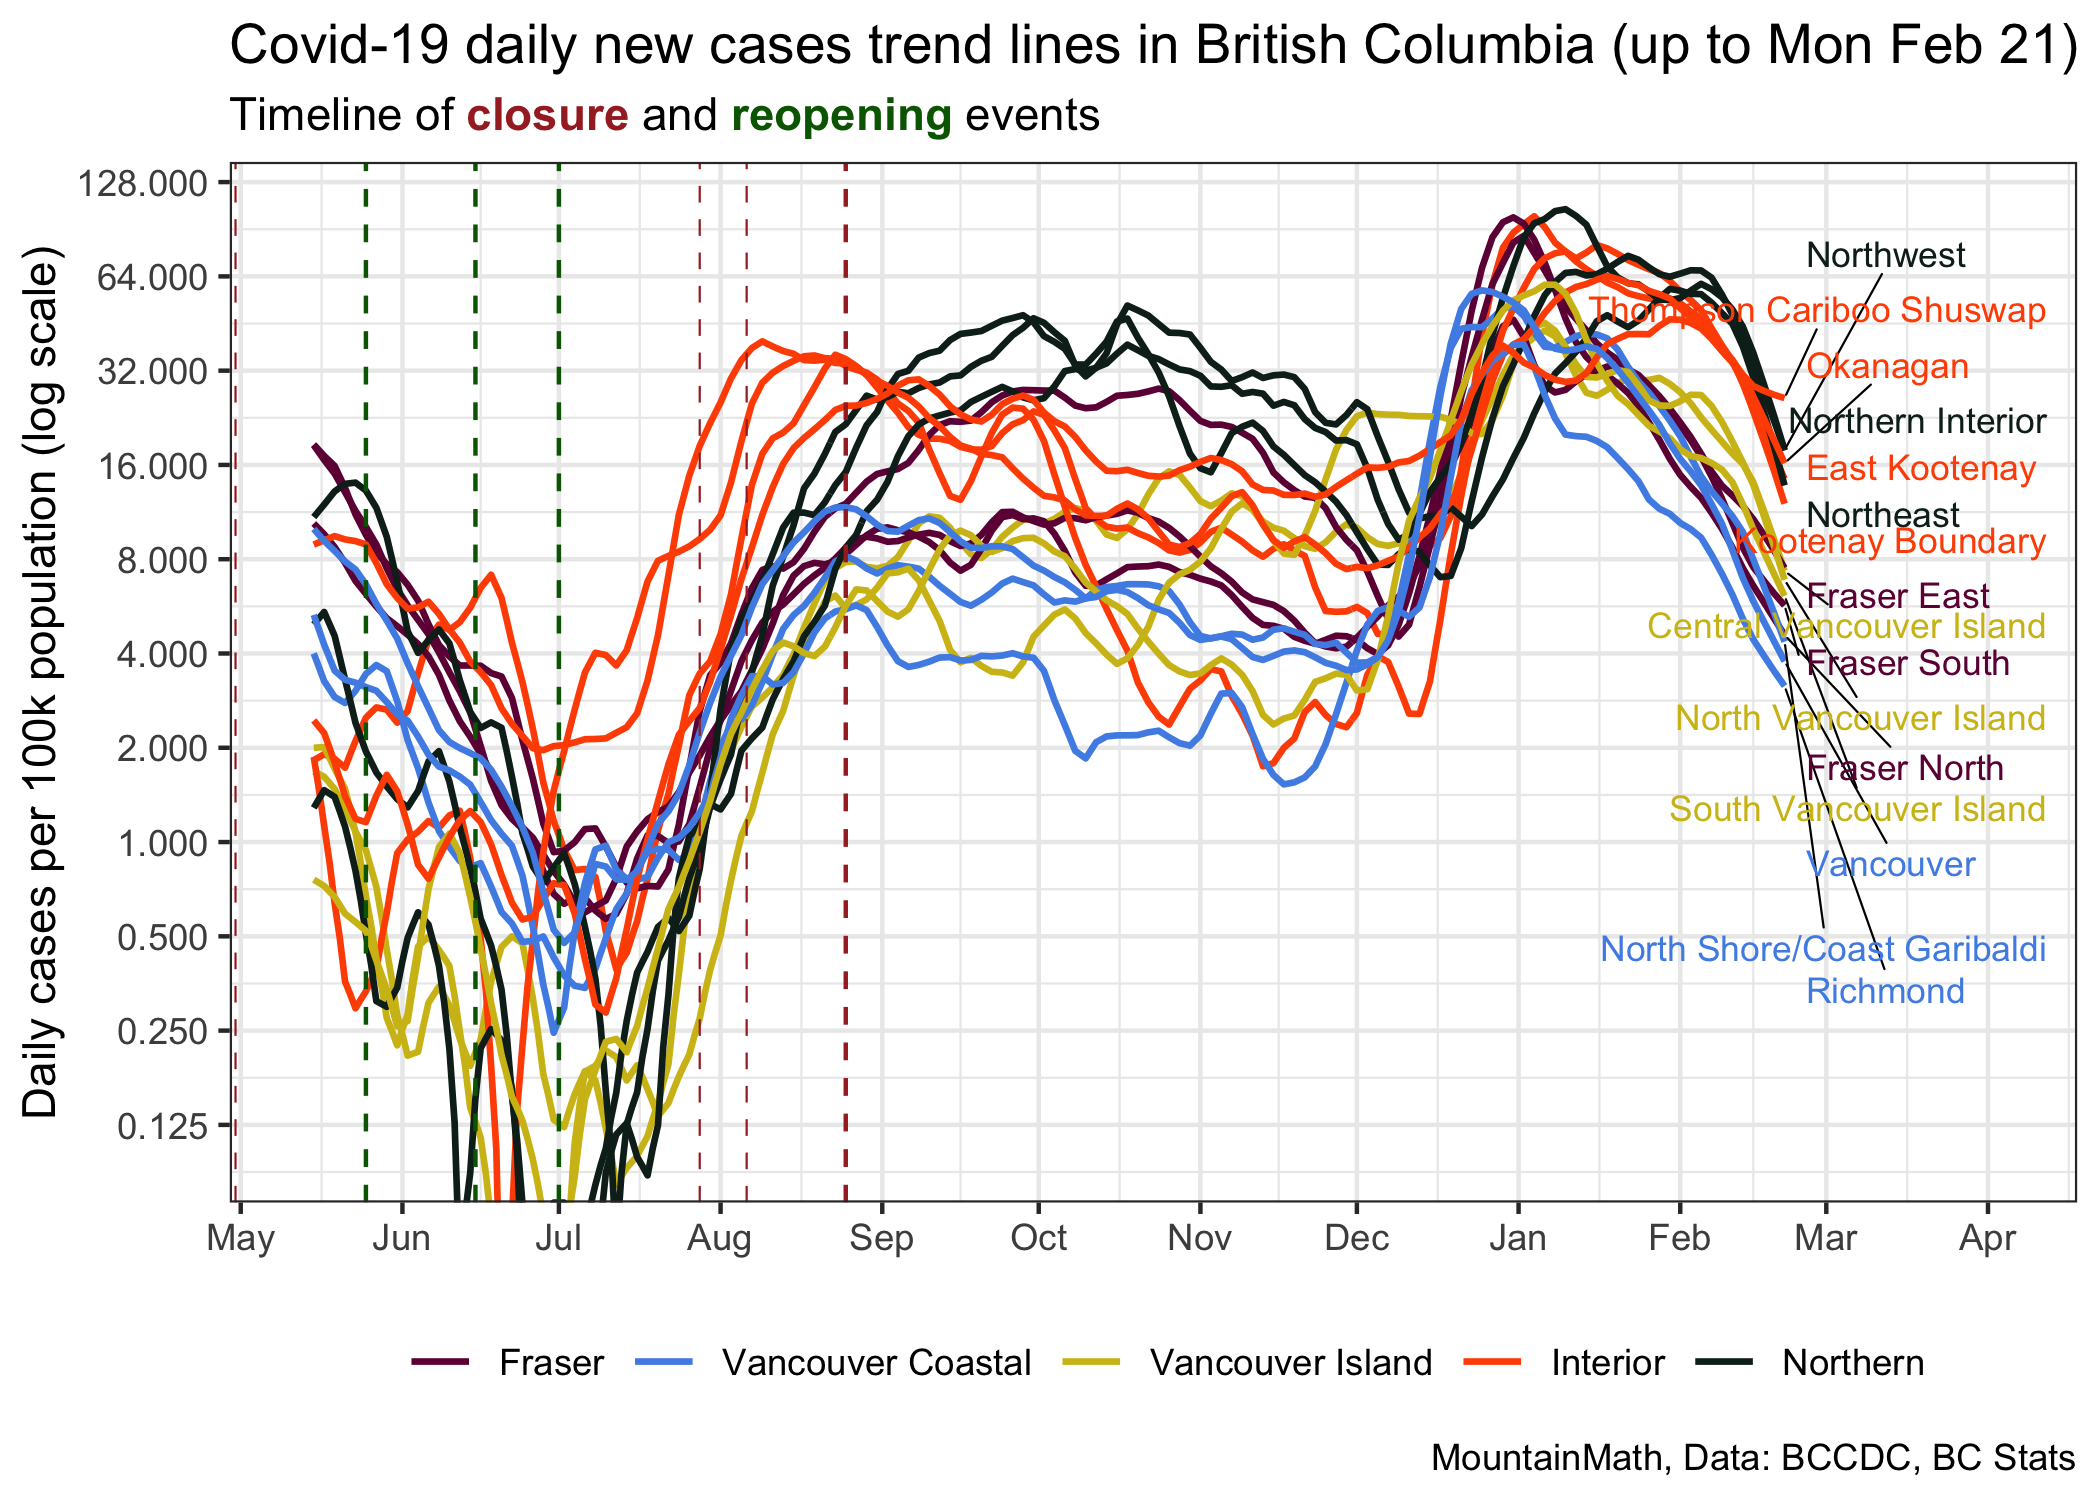 Covid-19 daily new cases trend lines in British Columbia (up to Mon Feb 21)
Timeline of closure and reopening events
Daily cases per 100k population (log scale)
128.000
64.000
32.000
16.000
8.000
4.000
2.000
1.000
0.500
0.250
0.125
Northwest
Thompson Cariboo Shuswap
Okanagan
Northern Interior
East Kootenay
Northeast
Kootenay Boundary
Fraser East
Central Vancouver Island
Fraser South
North Vancouver Island
Fraser North
South Vancouver Island
Vancouver
North Shore/Coast Garibaldi
Richmond
May Jun Jul Aug Sep Oct Nov Dec Jan Feb Mar Apr
Fraser Vancouver Coastal Vancouver Island Interior Northern
MountainMath, Data: BCCDC, BC Stats